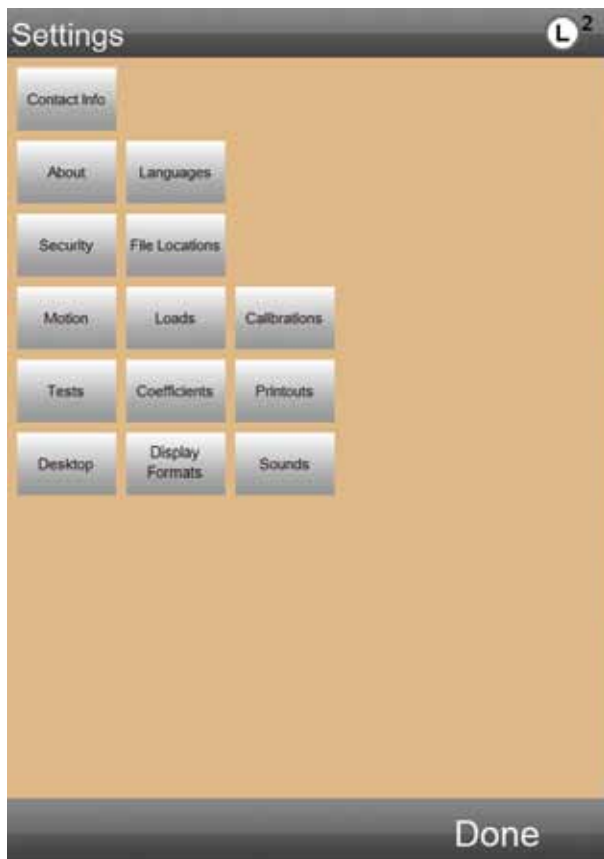 Settings
L 2
Contact Info
About Languages
Security File Locations
Motion Loads Calibrations
Tests Coefficients Printouts
Desktop Display Formats Sounds
Done